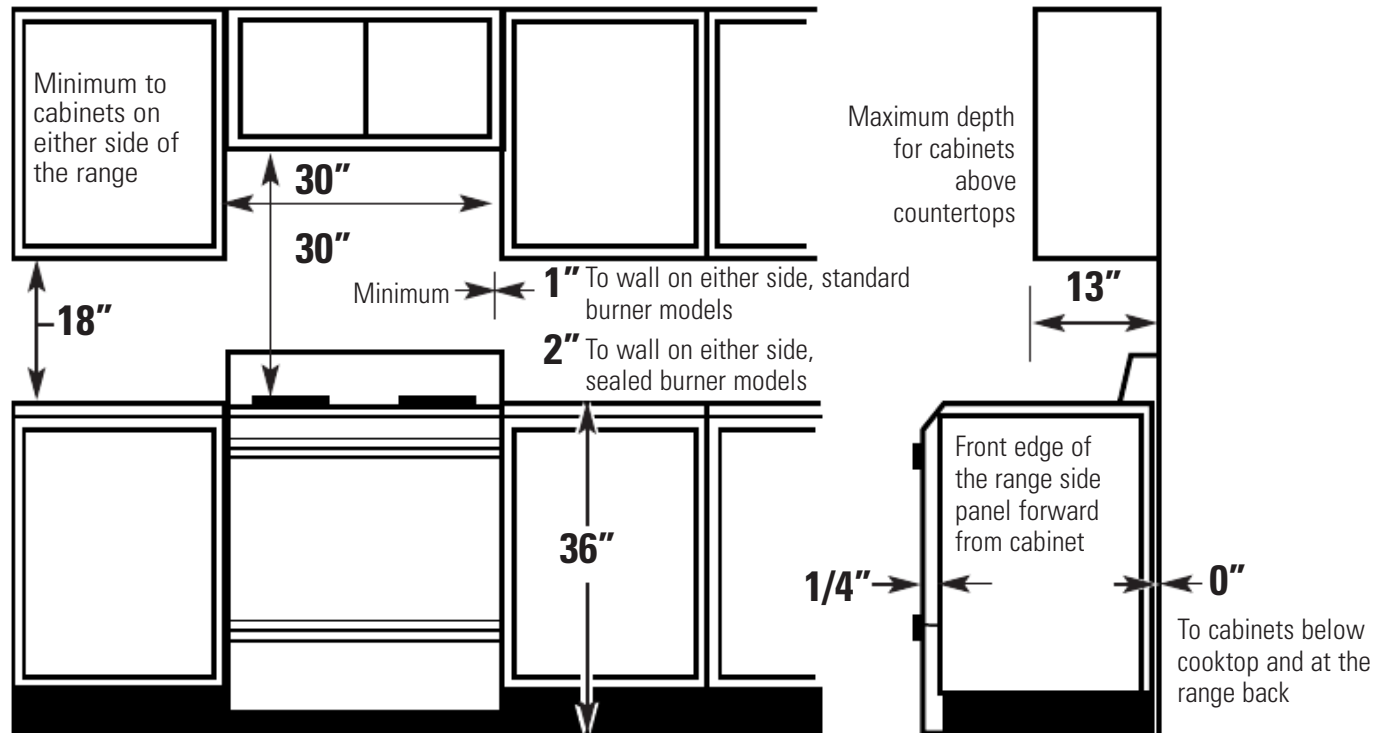 Minimum to
cabinets on
either side of
the range
30"
30"
18"
Minimum
1" To wall on either side, standard
burner models
2" To wall on either side,
sealed burner models
36"
Maximum depth
for cabinets
above
countertops
13"
Front edge of
the range side
panel forward
from cabinet
1/4"
0"
To cabinets below
cooktop and at the
range back